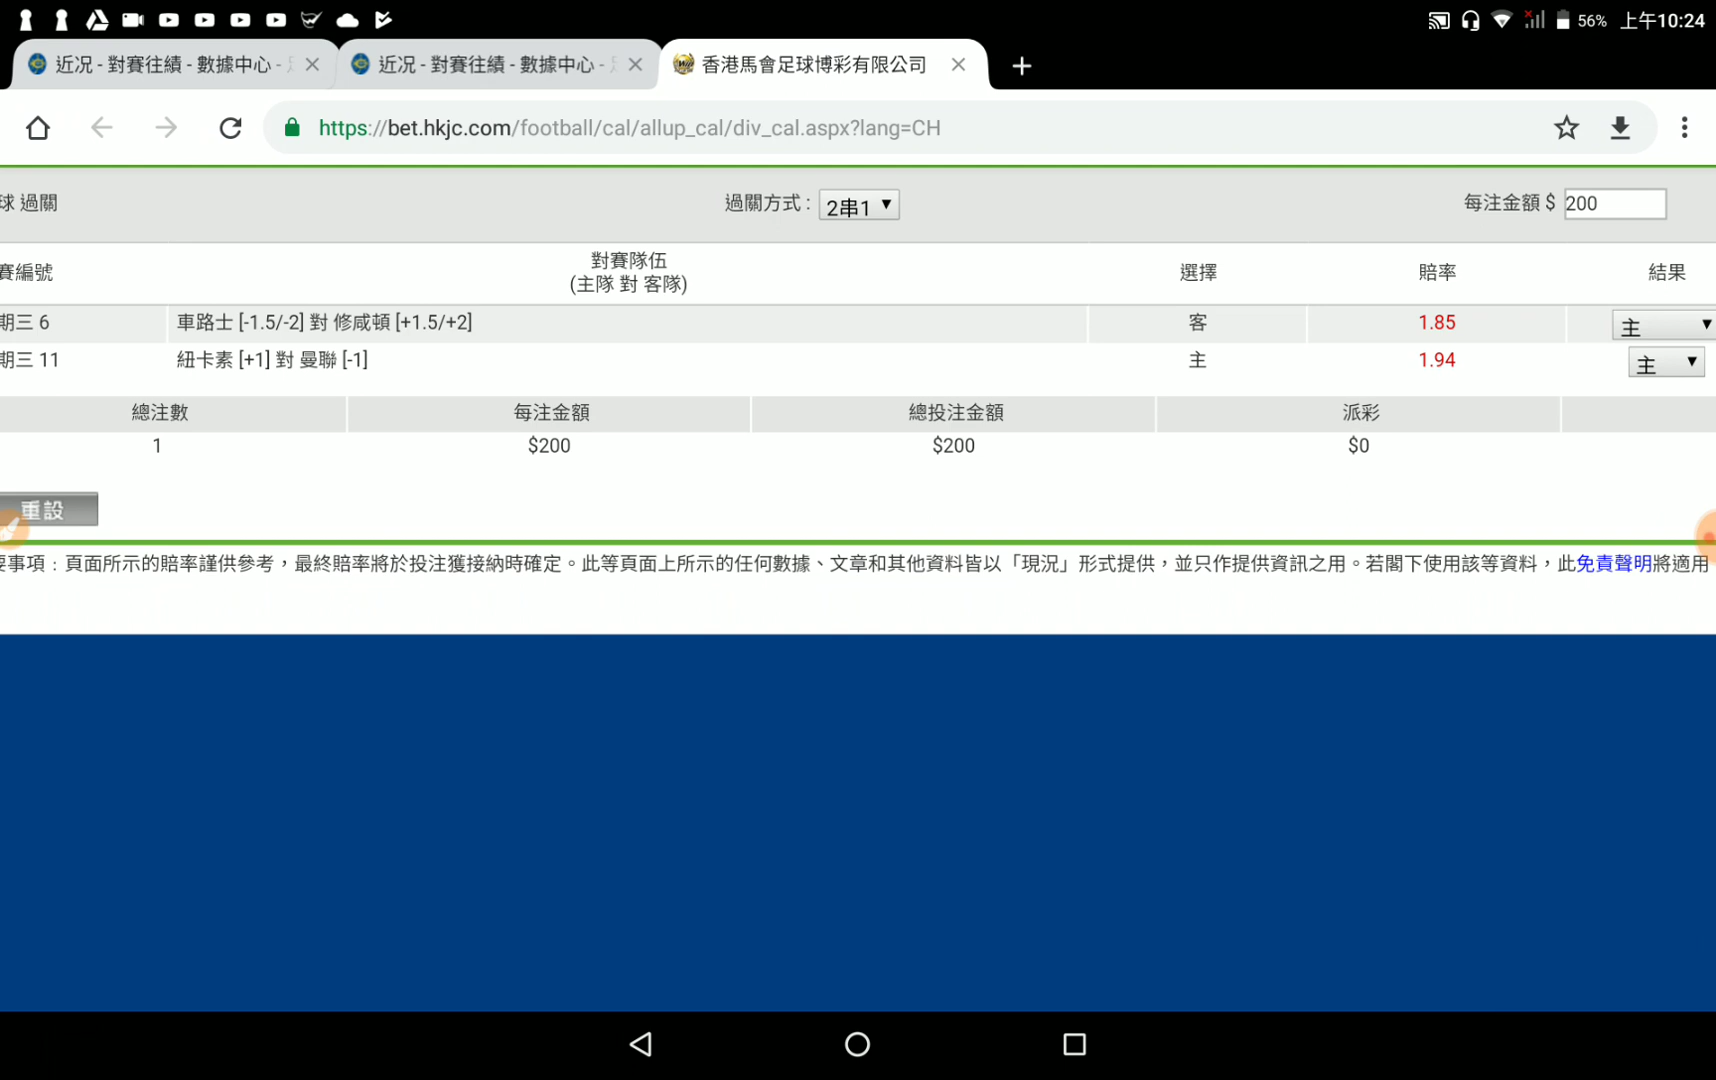 56% 上午10:24
近况 - 對賽往績 - 數據中心 -
近况 - 對賽往績 - 數據中心 -
香港馬會足球博彩有限公司
https://bet.hkjc.com/football/cal/allup_cal/div_cal.aspx?lang=CH
球 過關 過關方式 : 2串1 每注金額 $ 200
賽編號 對賽隊伍 選擇 賠率 結果
(主隊 對 客隊)
期三 6 車路士 [-1.5/-2] 對 修咸頓 [+1.5/+2] 客 1.85 主
期三 11 紐卡素 [+1] 對 曼聯 [-1] 主 1.94 主
總注數 每注金額 總投注金額 派彩
1 $200 $200 $0
重設
要事項 : 頁面所示的賠率謹供參考，最終賠率將於投注獲接納時確定。此等頁面上所示的任何數據、文章和其他資料皆以「現況」形式提供，並只作提供資訊之用。若閣下使用該等資料，此免責聲明將適用